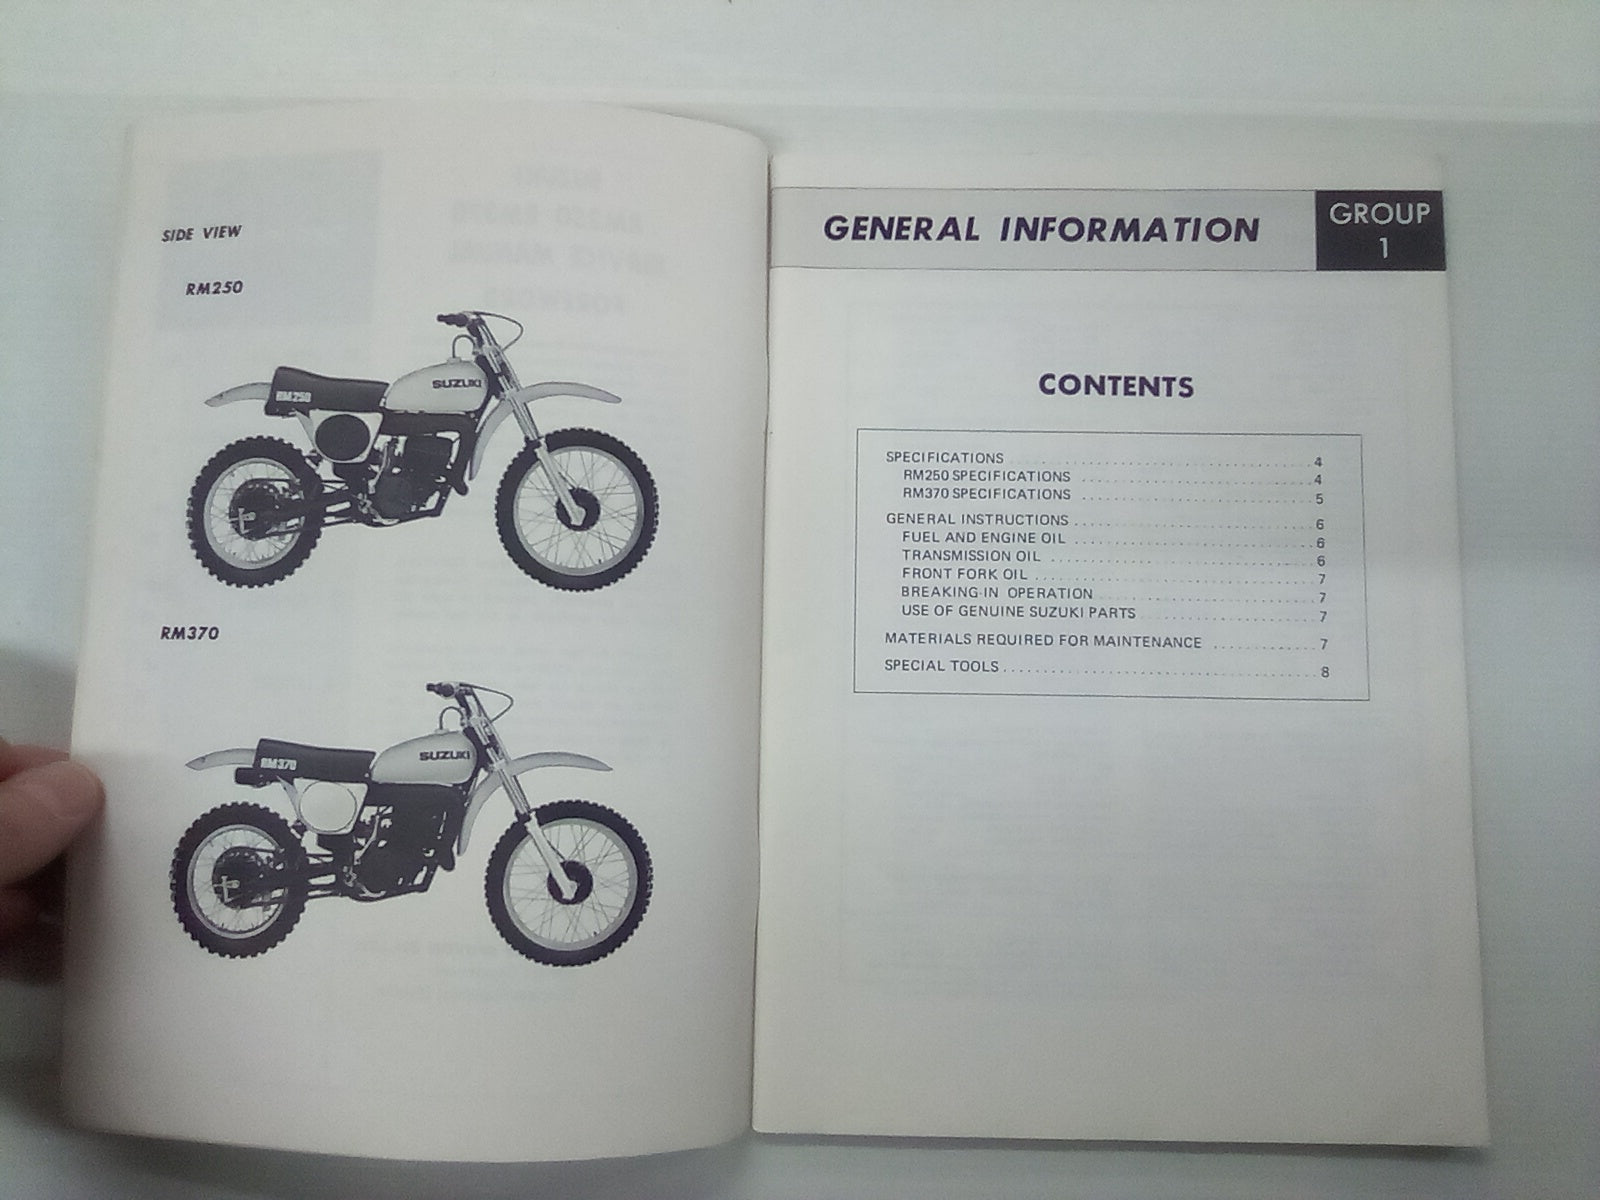 SIDE VIEW
RM250
SUZUKI
RM250
RM370
SUZUKI
RM370
GENERAL INFORMATION
GROUP
1
CONTENTS
SPECIFICATIONS ........................................ 4
RM250 SPECIFICATIONS ........................................ 4
RM370 SPECIFICATIONS ........................................ 5
GENERAL INSTRUCTIONS ........................................ 6
FUEL AND ENGINE OIL ........................................ 6
TRANSMISSION OIL ........................................ 6
FRONT FORK OIL ........................................ 7
BREAKING-IN OPERATION ........................................ 7
USE OF GENUINE SUZUKI PARTS ........................................ 7
MATERIALS REQUIRED FOR MAINTENANCE ............. 7
SPECIAL TOOLS ........................................ 8